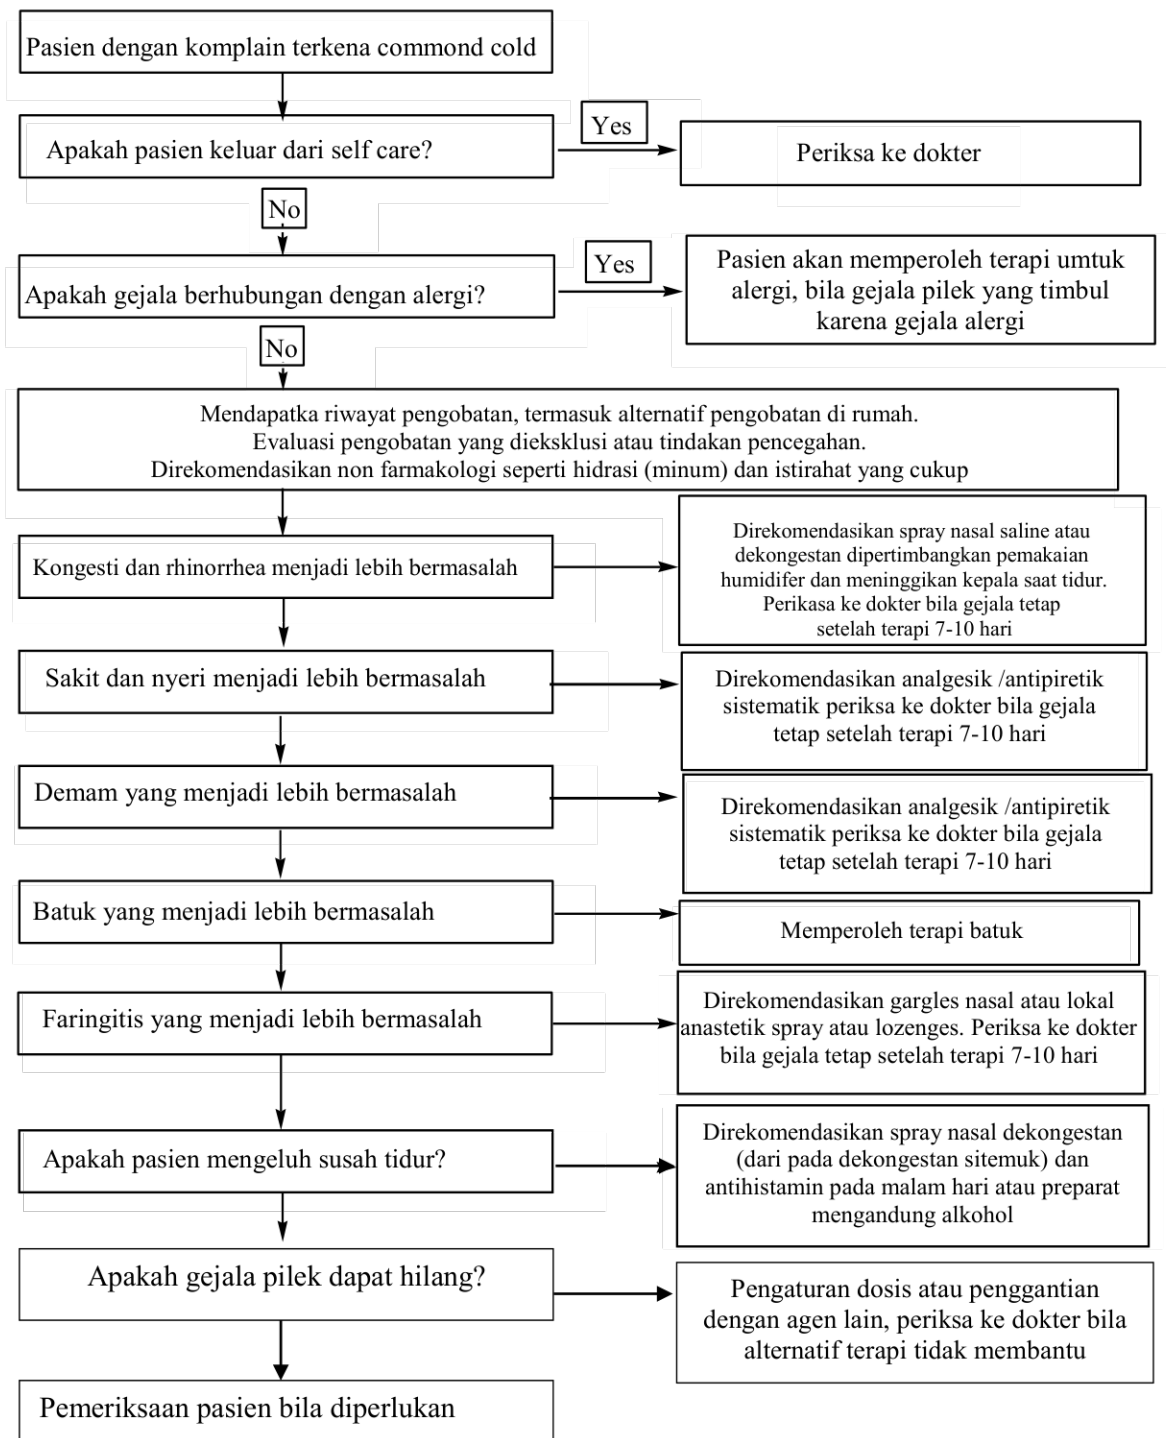 Pasien dengan komplain terkena commond cold
Yes
Apakah pasien keluar dari self care?
Periksa ke dokter
No
Yes
Apakah gejala berhubungan dengan alergi?
Pasien akan memperoleh terapi umtuk
alergi, bila gejala pilek yang timbul
karena gejala alergi
No
Mendapatka riwayat pengobatan, termasuk alternatif pengobatan di rumah.
Evaluasi pengobatan yang dieksklusi atau tindakan pencegahan.
Direkomendasikan non farmakologi seperti hidrasi (minum) dan istirahat yang cukup
Kongesti dan rhinorrhea menjadi lebih bermasalah
Direkomendasikan spray nasal saline atau
dekongestan dipertimbangkan pemakaian
humidifer dan meninggikan kepala saat tidur.
Perikasa ke dokter bila gejala tetap
setelah terapi 7-10 hari
Sakit dan nyeri menjadi lebih bermasalah
Direkomendasikan analgesik /antipiretik
sistematik periksa ke dokter bila gejala
tetap setelah terapi 7-10 hari
Demam yang menjadi lebih bermasalah
Direkomendasikan analgesik /antipiretik
sistematik periksa ke dokter bila gejala
tetap setelah terapi 7-10 hari
Batuk yang menjadi lebih bermasalah
Memperoleh terapi batuk
Faringitis yang menjadi lebih bermasalah
Direkomendasikan gargles nasal atau lokal
anastetik spray atau lozenges. Periksa ke dokter
bila gejala tetap setelah terapi 7-10 hari
Apakah pasien mengeluh susah tidur?
Direkomendasikan spray nasal dekongestan
(dari pada dekongestan sitemuk) dan
antihistamin pada malam hari atau preparat
mengandung alkohol
Apakah gejala pilek dapat hilang?
Pengaturan dosis atau penggantian
dengan agen lain, periksa ke dokter bila
alternatif terapi tidak membantu
Pemeriksaan pasien bila diperlukan